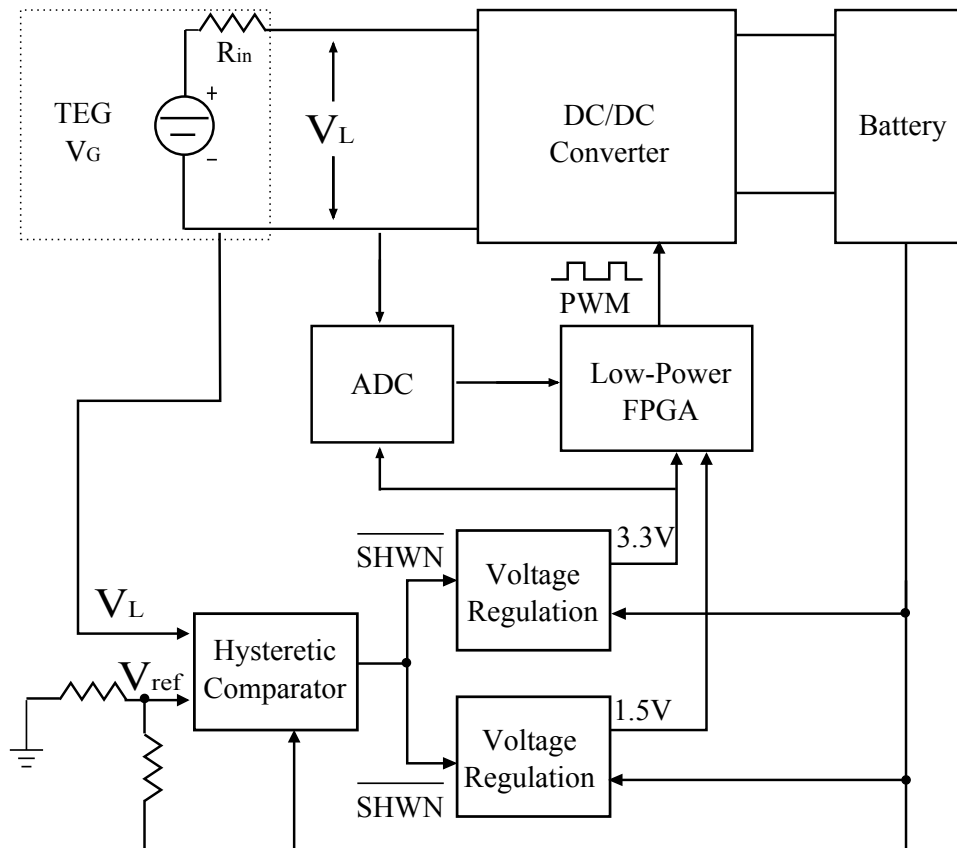 Rin
+
TEG
VG
−
VL
DC/DC
Converter
Battery
PWM
ADC
Low-Power
FPGA
SHWN
3.3V
Voltage
Regulation
VL
Hysteretic
Comparator
Vref
1.5V
Voltage
Regulation
SHWN